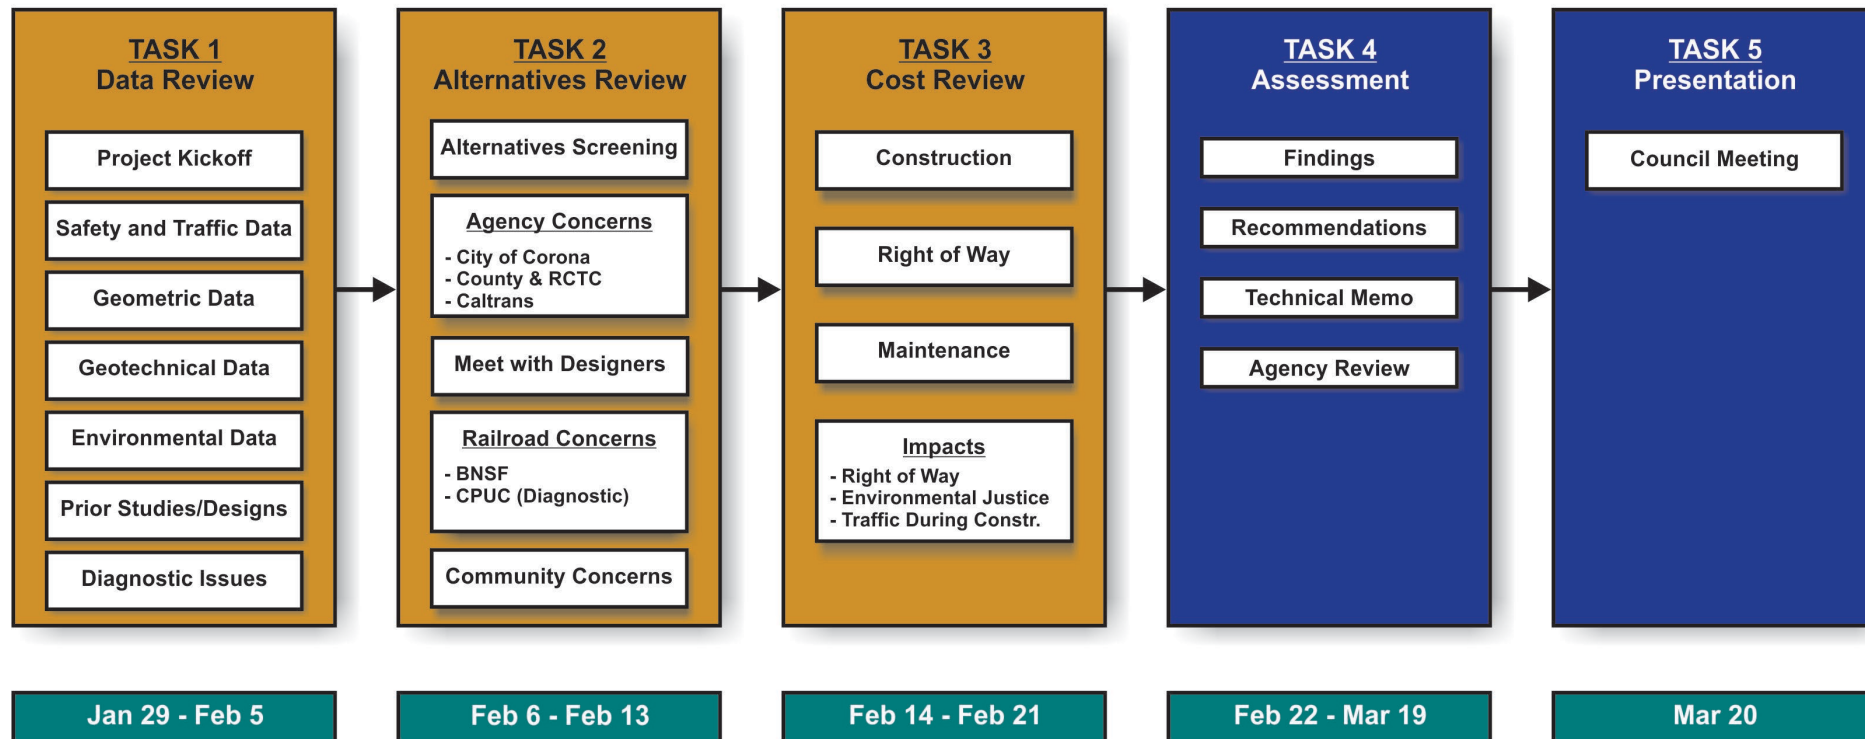 TASK 1
Data Review
Project Kickoff
Safety and Traffic Data
Geometric Data
Geotechnical Data
Environmental Data
Prior Studies/Designs
Diagnostic Issues
Jan 29 - Feb 5
TASK 2
Alternatives Review
Alternatives Screening
Agency Concerns
- City of Corona
- County & RCTC
- Caltrans
Meet with Designers
Railroad Concerns
- BNSF
- CPUC (Diagnostic)
Community Concerns
Feb 6 - Feb 13
TASK 3
Cost Review
Construction
Right of Way
Maintenance
Impacts
- Right of Way
- Environmental Justice
- Traffic During Constr.
Feb 14 - Feb 21
TASK 4
Assessment
Findings
Recommendations
Technical Memo
Agency Review
Feb 22 - Mar 19
TASK 5
Presentation
Council Meeting
Mar 20